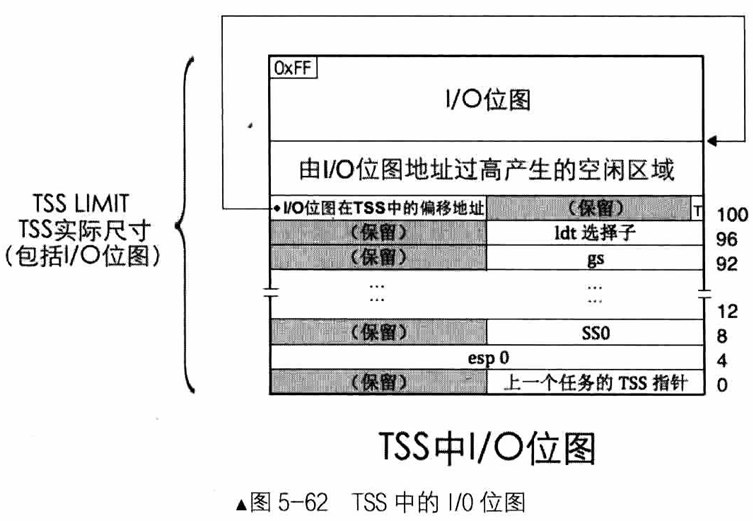 0xFF
I/O位图
由I/O位图地址过高产生的空闲区域
I/O位图在TSS中的偏移地址 (保留) T 100
(保留) ldt 选择子 96
(保留) gs 92
... ...
12
(保留) SS0 8
esp 0 4
(保留) 上一个任务的 TSS 指针 0
TSS LIMIT
TSS实际尺寸
(包括I/O位图)
TSS中I/O位图
▲图 5-62 TSS 中的 I/0 位图